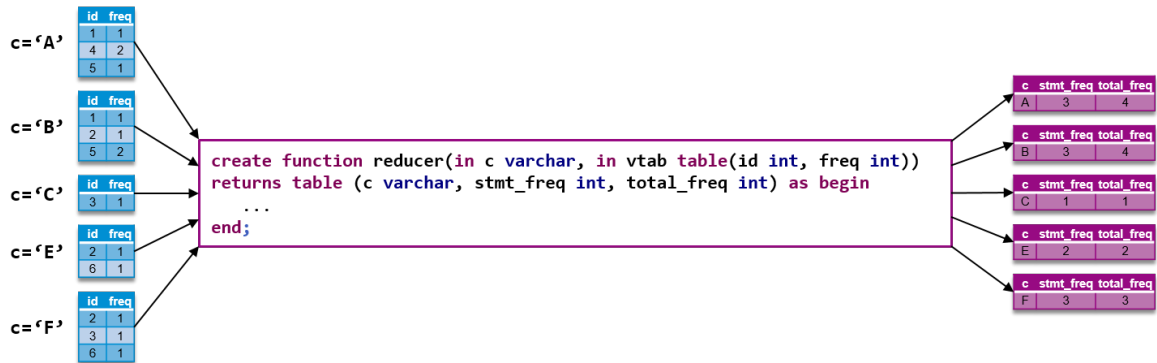 c=‘A’
id freq
1 1
4 2
5 1
c=‘B’
id freq
1 1
2 1
5 2
c=‘C’
id freq
3 1
c=‘E’
id freq
2 1
6 1
c=‘F’
id freq
2 1
3 1
6 1
create function reducer(in c varchar, in vtab table(id int, freq int))
returns table (c varchar, stmt_freq int, total_freq int) as begin
...
end;
c stmt_freq total_freq
A 3 4
c stmt_freq total_freq
B 3 4
c stmt_freq total_freq
C 1 1
c stmt_freq total_freq
E 2 2
c stmt_freq total_freq
F 3 3